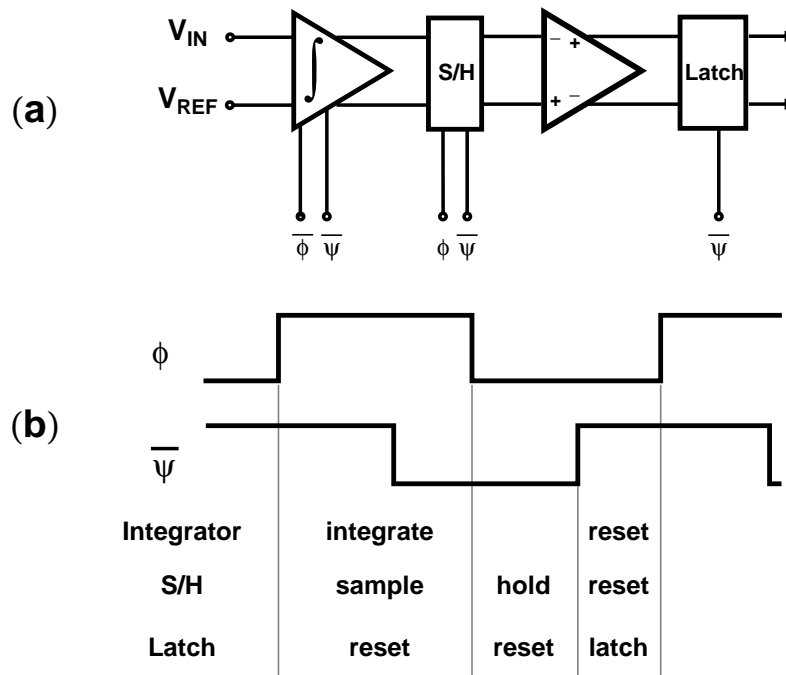 (a)
V_IN
V_REF
∫
S/H
− +
+ −
Latch
ϕ̅ ψ̅ ϕ ψ̅ ψ̅
(b)
ϕ
ψ̅
Integrator integrate reset
S/H sample hold reset
Latch reset reset latch